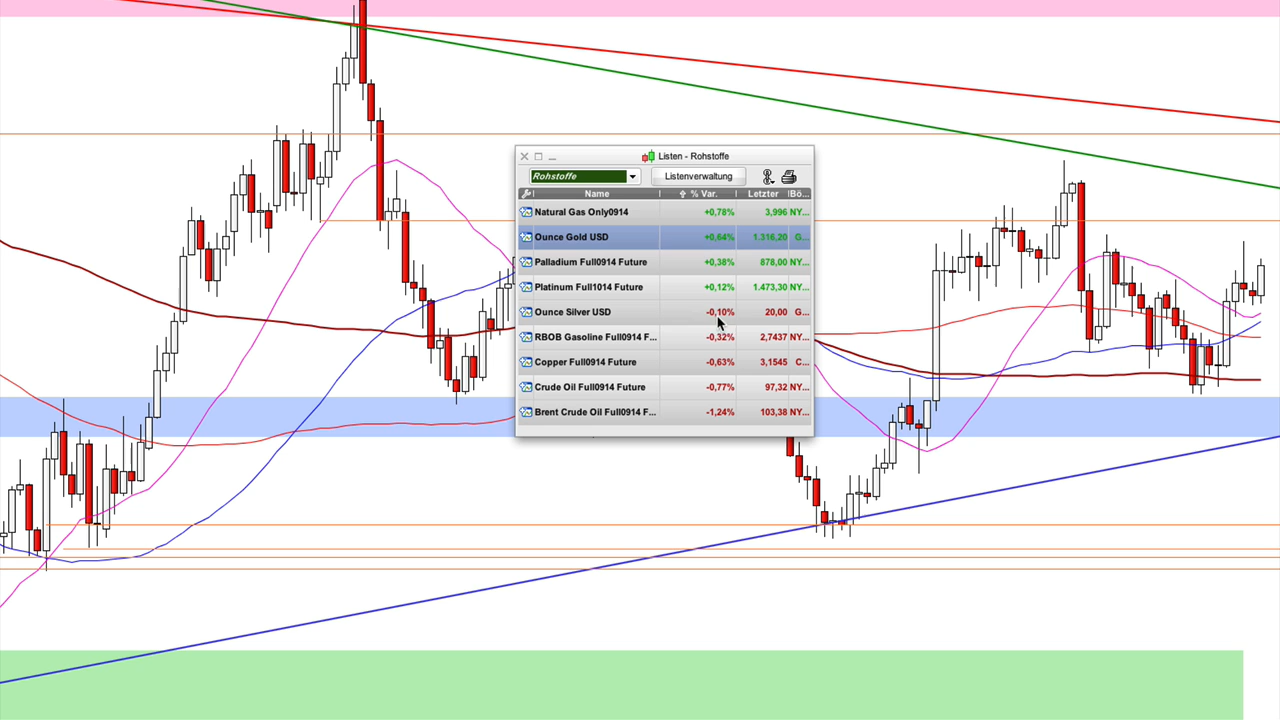 Listen - Rohstoffe
Rohstoffe Listenverwaltung
Name % Var. Letzter Bö...
Natural Gas Only0914 +0,78% 3,996 NY...
Ounce Gold USD +0,64% 1.316,20 G...
Palladium Full0914 Future +0,38% 878,00 NY...
Platinum Full1014 Future +0,12% 1.473,30 NY...
Ounce Silver USD -0,10% 20,00 G...
RBOB Gasoline Full0914 F... -0,32% 2,7437 NY...
Copper Full0914 Future -0,63% 3,1545 C...
Crude Oil Full0914 Future -0,77% 97,32 NY...
Brent Crude Oil Full0914 F... -1,24% 103,38 NY...